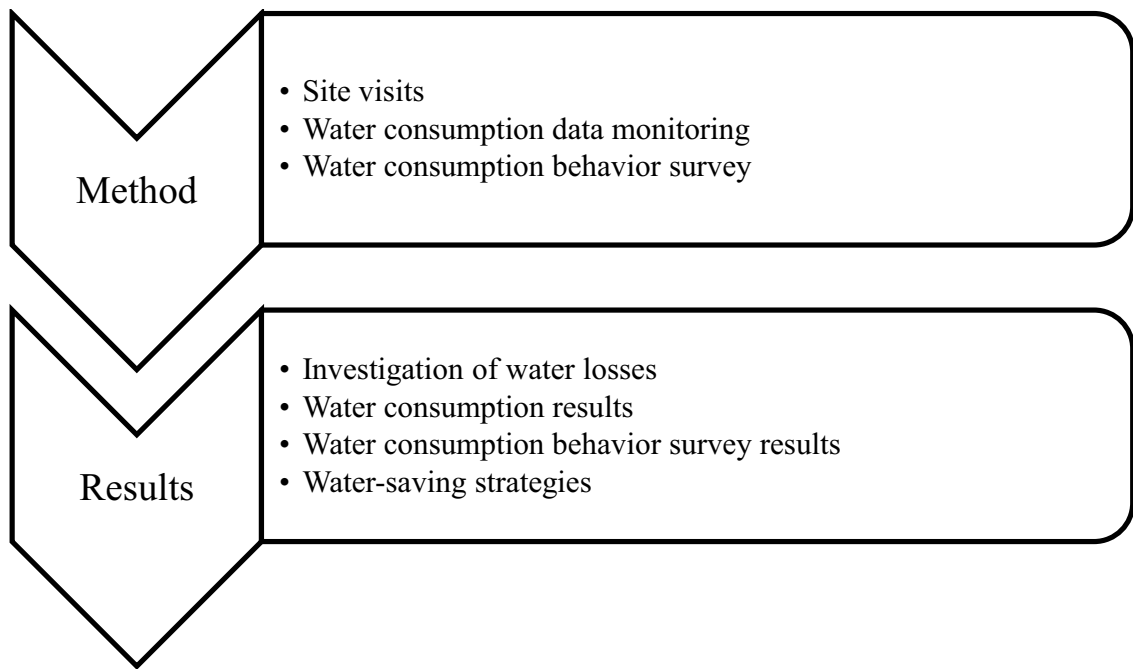 Method
• Site visits
• Water consumption data monitoring
• Water consumption behavior survey
Results
• Investigation of water losses
• Water consumption results
• Water consumption behavior survey results
• Water-saving strategies